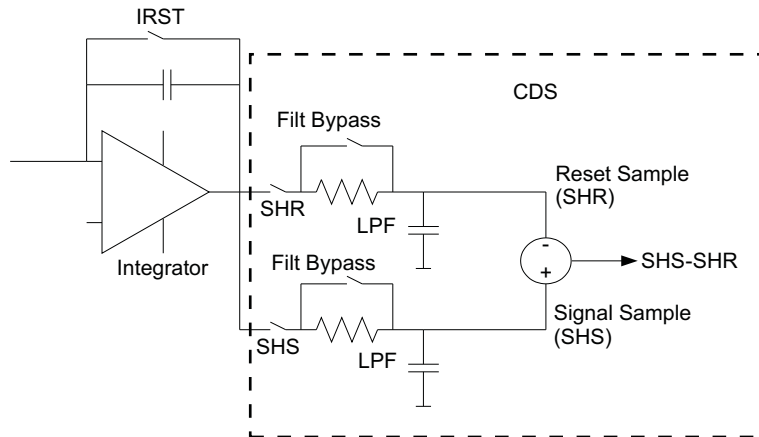 IRST
CDS
Filt Bypass
Reset Sample
(SHR)
SHR
LPF
-
+
SHS-SHR
Integrator
Filt Bypass
Signal Sample
(SHS)
SHS
LPF